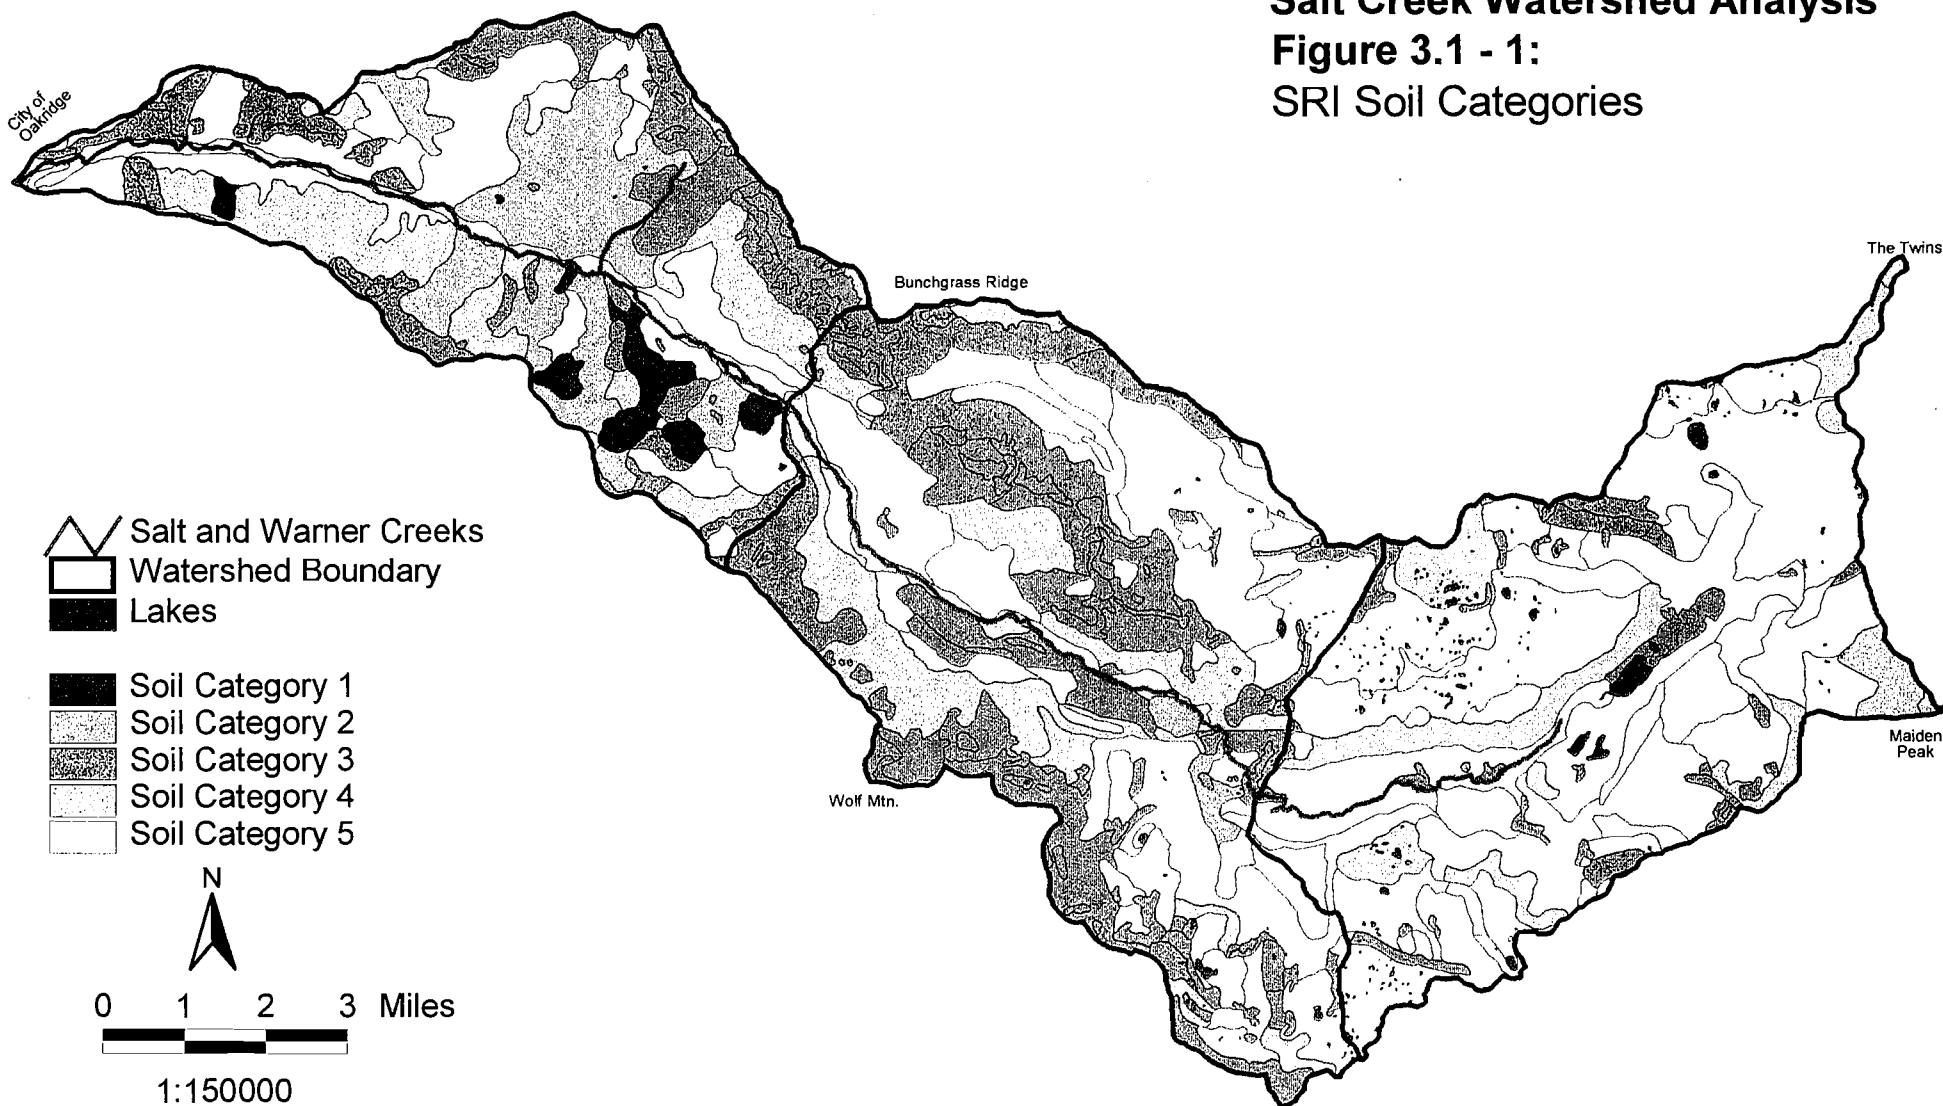 Salt Creek Watershed Analysis
Figure 3.1 - 1:
SRI Soil Categories
City of
Oakridge
The Twins
Bunchgrass Ridge
Maiden
Peak
Wolf Mtn.
Salt and Warner Creeks
Watershed Boundary
Lakes
Soil Category 1
Soil Category 2
Soil Category 3
Soil Category 4
Soil Category 5
N
0 1 2 3 Miles
1:150000